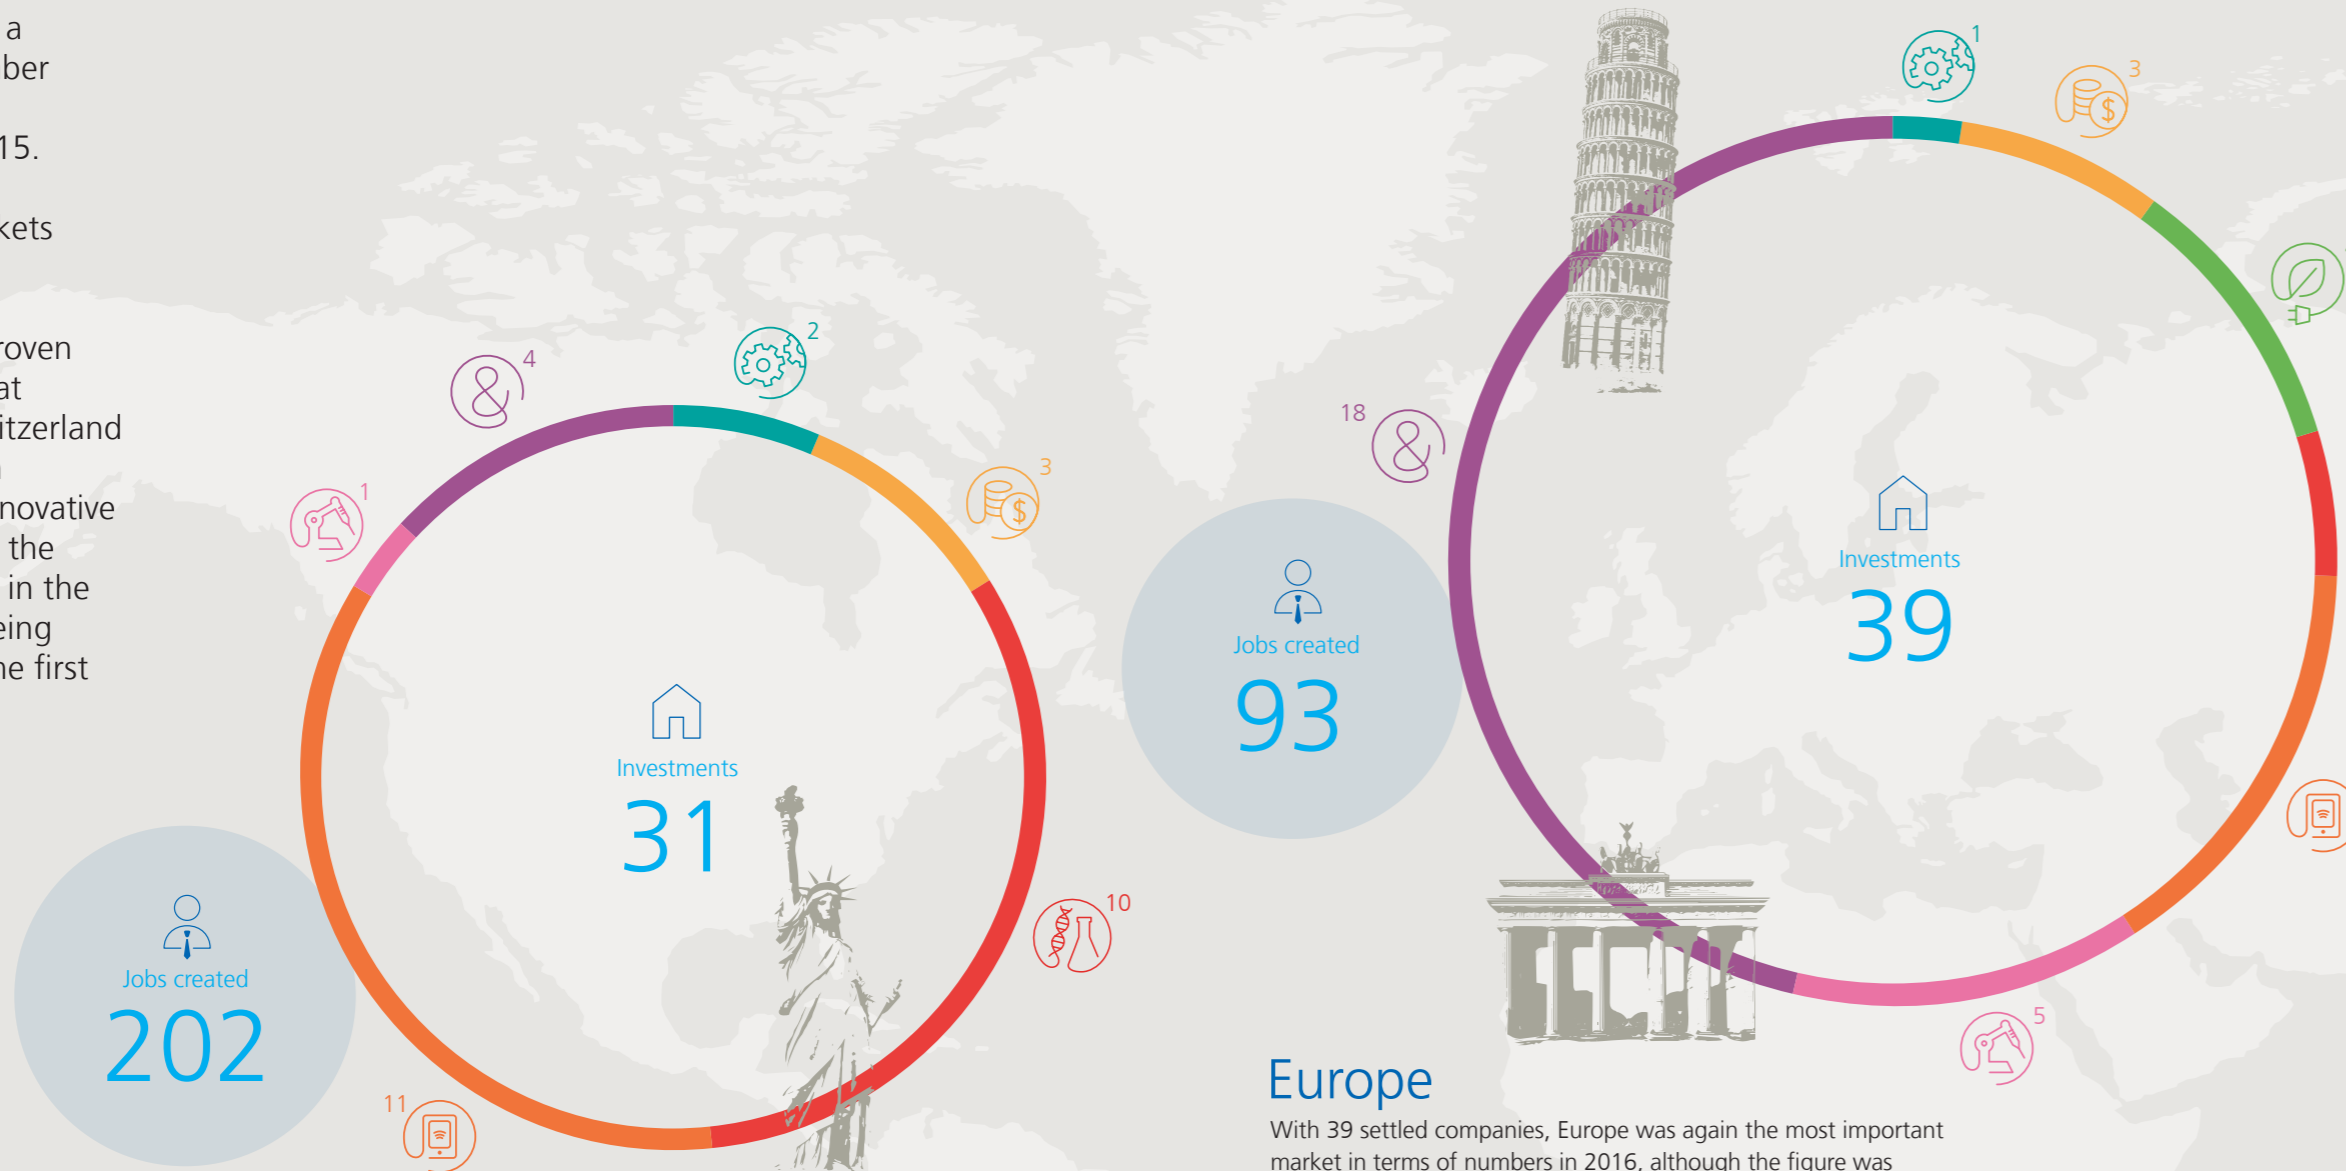 a
ber
15.
kets
roven
at
itzerland
novative
the
in the
eing
ne first
4
2
1
3
Investments
31
10
Jobs created
202
11
1
3
18
Investments
39
Jobs created
93
5
Europe
With 39 settled companies, Europe was again the most important
market in terms of numbers in 2016, although the figure was